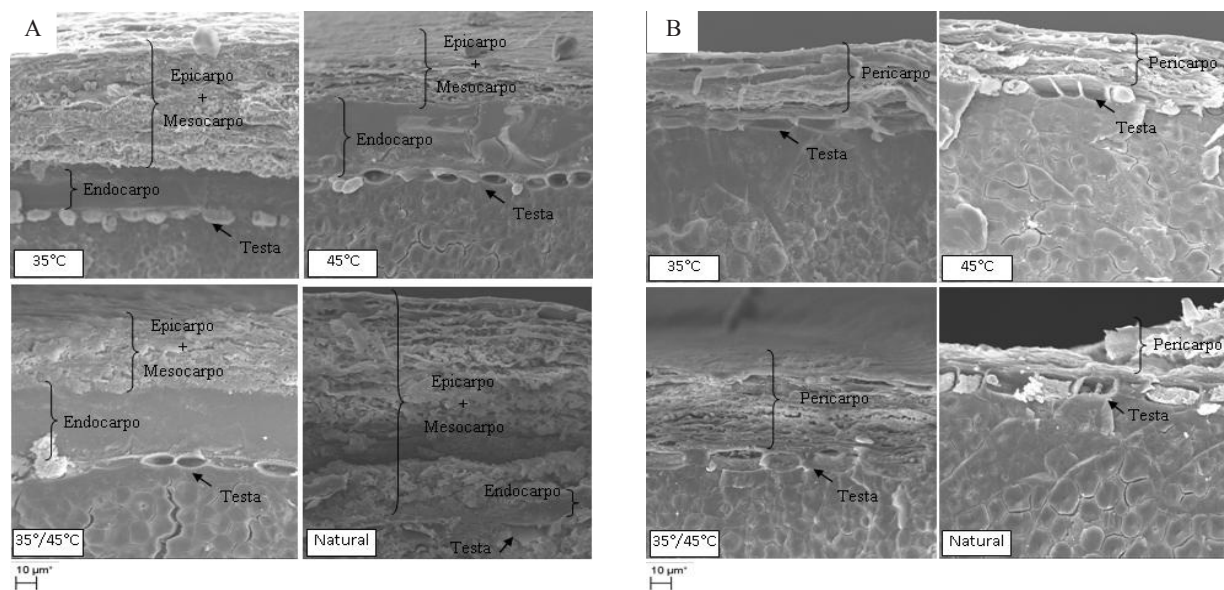 A
Epicarpo
+
Mesocarpo
Endocarpo
Testa
35°C
Epicarpo
+
Mesocarpo
Endocarpo
Testa
45°C
Epicarpo
+
Mesocarpo
Endocarpo
Testa
35°/45°C
Epicarpo
+
Mesocarpo
Endocarpo
Testa
Natural
10 µm*
B
Pericarpo
Testa
35°C
Pericarpo
Testa
45°C
Pericarpo
Testa
35°/45°C
Pericarpo
Testa
Natural
10 µm*